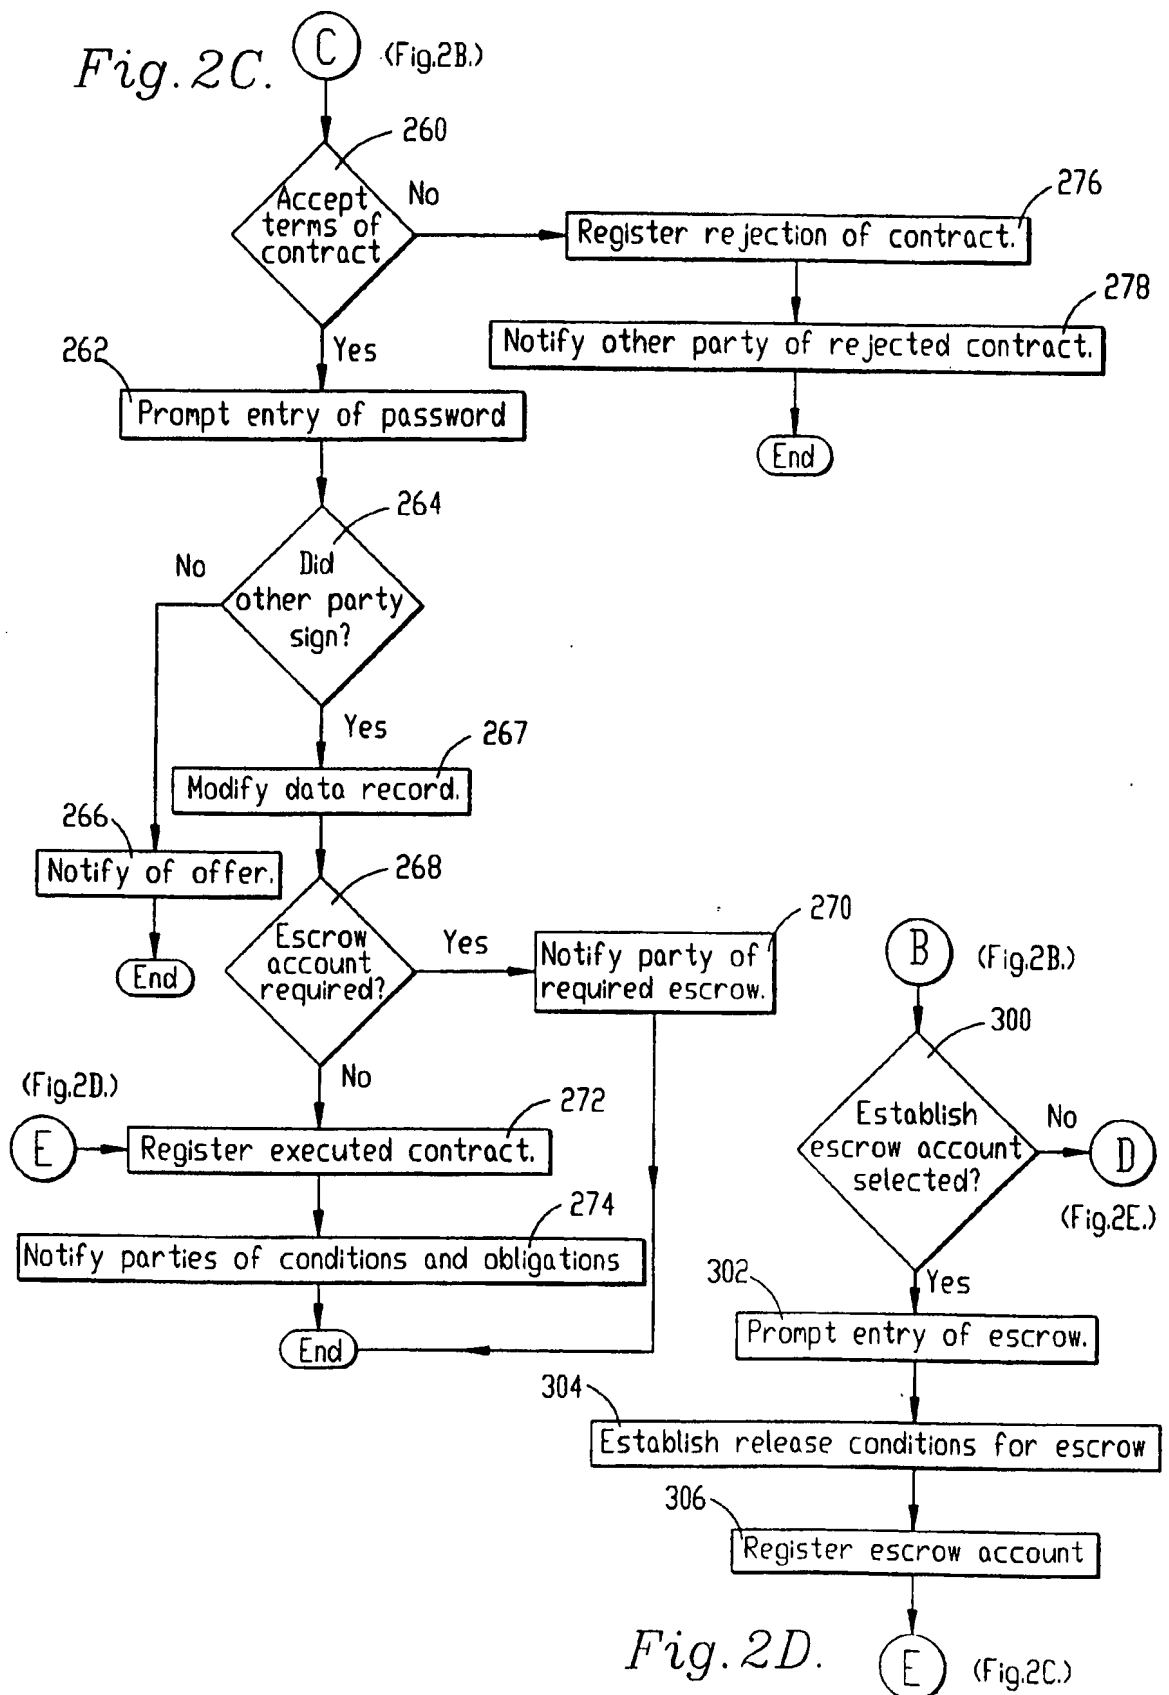 Fig. 2C.
C
(Fig.2B.)
260
Accept
terms of
contract
No
276
Register rejection of contract.
278
Notify other party of rejected contract.
End
Yes
262
Prompt entry of password
264
Did
other party
sign?
No
Yes
267
Modify data record.
266
Notify of offer.
End
268
Escrow
account
required?
Yes
270
Notify party of
required escrow.
No
(Fig.2D.)
E
272
Register executed contract.
274
Notify parties of conditions and obligations
End
B
(Fig.2B.)
300
Establish
escrow account
selected?
No
D
(Fig.2E.)
Yes
302
Prompt entry of escrow.
304
Establish release conditions for escrow
306
Register escrow account
Fig. 2D.
E
(Fig.2C.)